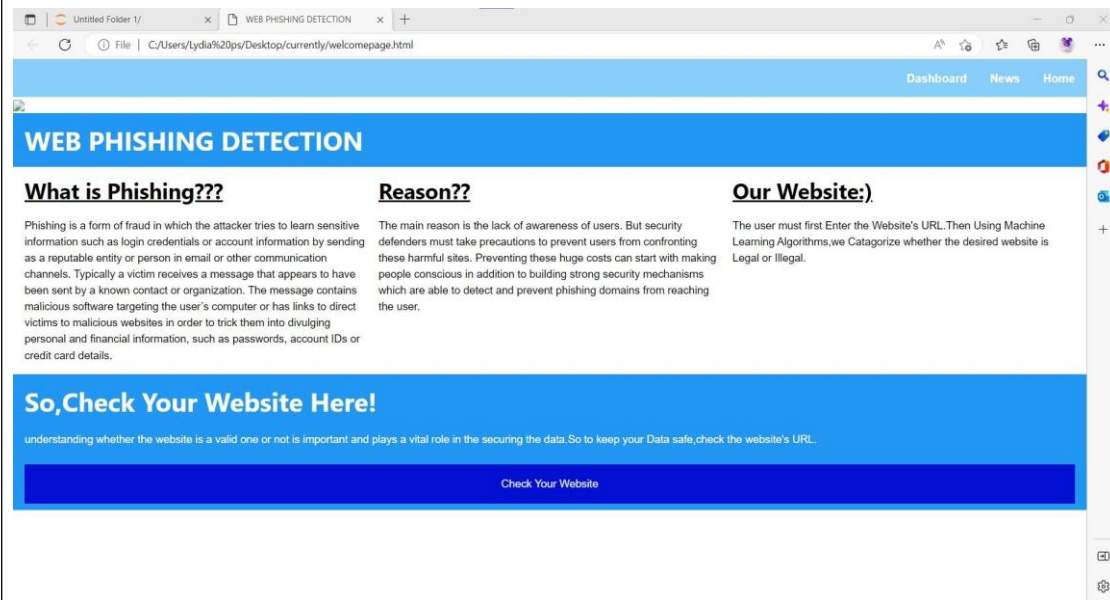 Untitled Folder 1/
WEB PHISHING DETECTION
File | C:/Users/Lydia%20ps/Desktop/currently/welcomepage.html
Dashboard News Home
WEB PHISHING DETECTION
What is Phishing???
Phishing is a form of fraud in which the attacker tries to learn sensitive
information such as login credentials or account information by sending
as a reputable entity or person in email or other communication
channels. Typically a victim receives a message that appears to have
been sent by a known contact or organization. The message contains
malicious software targeting the user's computer or has links to direct
victims to malicious websites in order to trick them into divulging
personal and financial information, such as passwords, account IDs or
credit card details.
Reason??
The main reason is the lack of awareness of users. But security
defenders must take precautions to prevent users from confronting
these harmful sites. Preventing these huge costs can start with making
people conscious in addition to building strong security mechanisms
which are able to detect and prevent phishing domains from reaching
the user.
Our Website:)
The user must first Enter the Website's URL.Then Using Machine
Learning Algorithms,we Catagorize whether the desired website is
Legal or Illegal.
So,Check Your Website Here!
understanding whether the website is a valid one or not is important and plays a vital role in the securing the data.So to keep your Data safe,check the website's URL.
Check Your Website